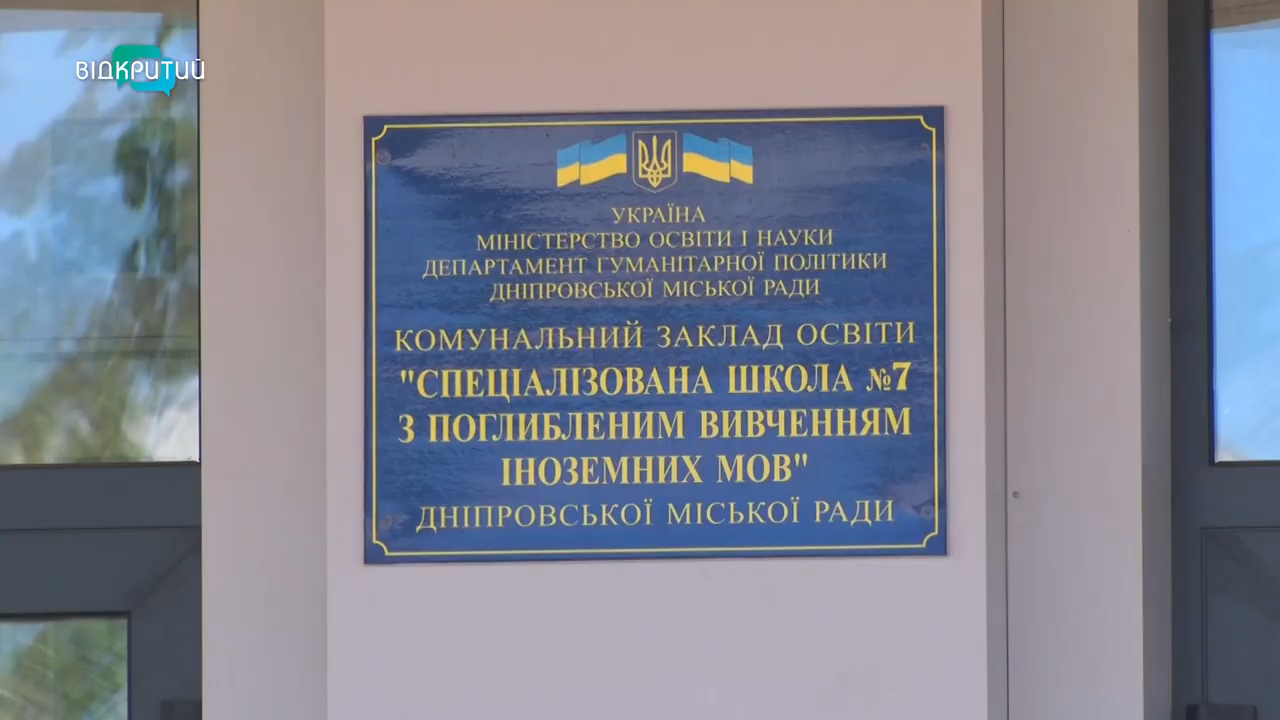 ВІДКРИТИЙ
УКРАЇНА
МІНІСТЕРСТВО ОСВІТИ І НАУКИ
ДЕПАРТАМЕНТ ГУМАНІТАРНОЇ ПОЛІТИКИ
ДНІПРОВСЬКОЇ МІСЬКОЇ РАДИ
КОМУНАЛЬНИЙ ЗАКЛАД ОСВІТИ
"СПЕЦІАЛІЗОВАНА ШКОЛА №7
З ПОГЛИБЛЕНИМ ВИВЧЕННЯМ
ІНОЗЕМНИХ МОВ"
ДНІПРОВСЬКОЇ МІСЬКОЇ РАДИ